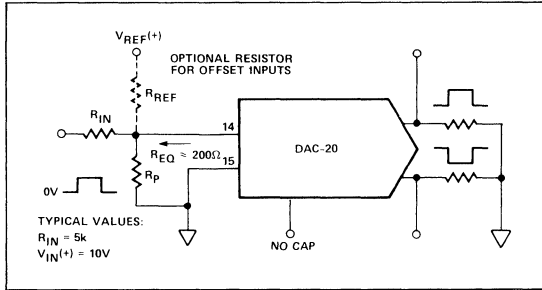 VREF(+)
OPTIONAL RESISTOR
FOR OFFSET INPUTS
RREF
RIN
14
REQ ≈ 200Ω
15
DAC-20
RP
0V
TYPICAL VALUES:
RIN = 5k
VIN(+) = 10V
NO CAP